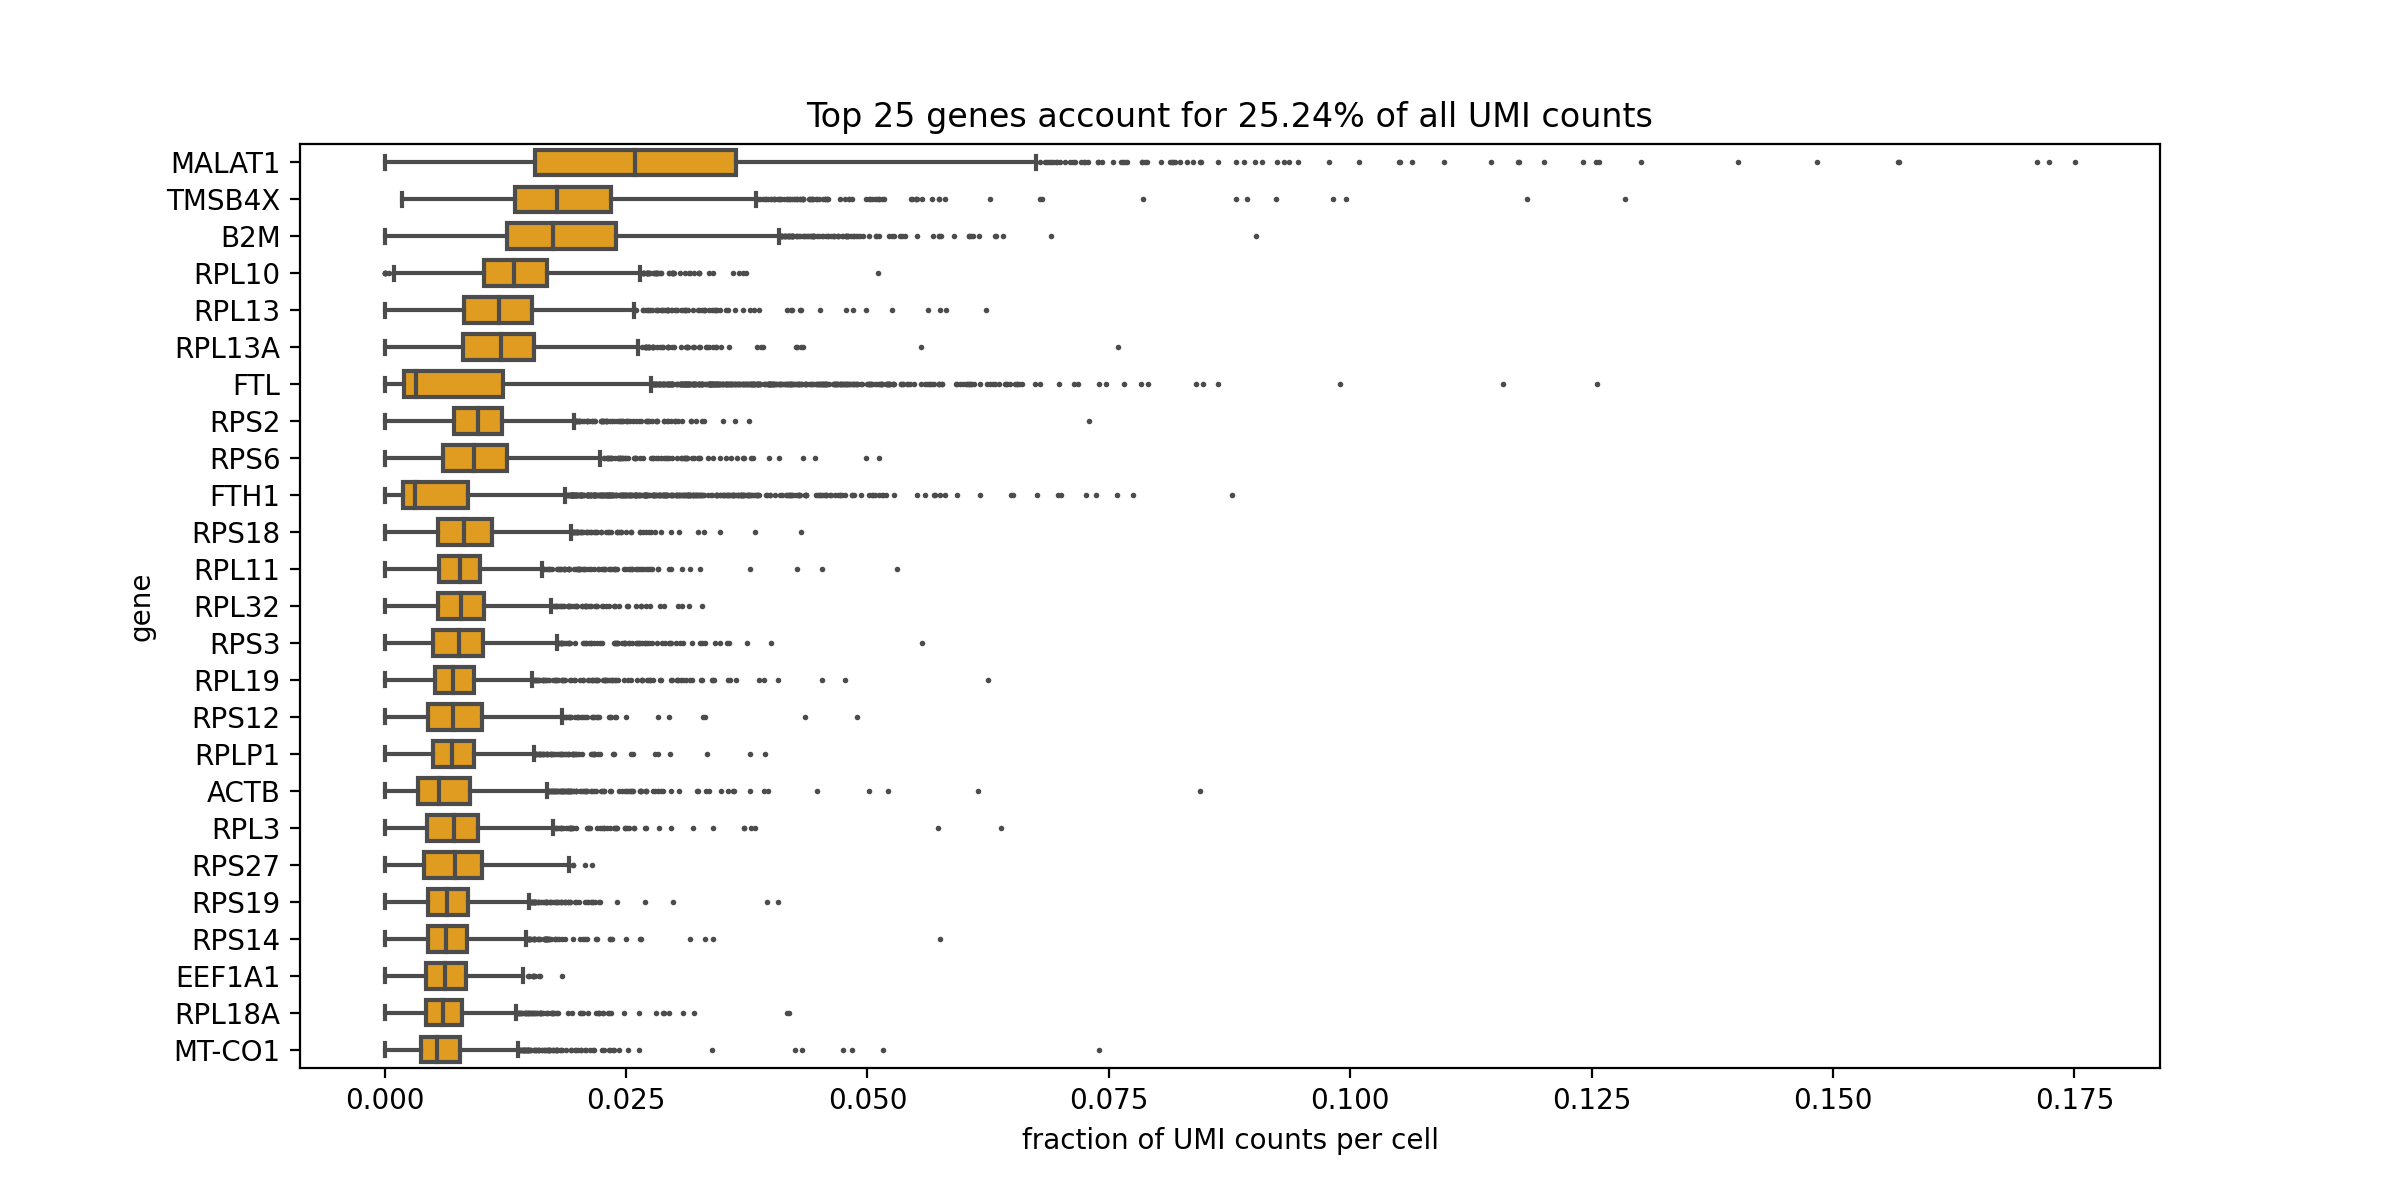 Top 25 genes account for 25.24% of all UMI counts
MALAT1
TMSB4X
B2M
RPL10
RPL13
RPL13A
FTL
RPS2
RPS6
FTH1
RPS18
RPL11
RPL32
RPS3
RPL19
RPS12
RPLP1
ACTB
RPL3
RPS27
RPS19
RPS14
EEF1A1
RPL18A
MT-CO1
gene
0.000 0.025 0.050 0.075 0.100 0.125 0.150 0.175
fraction of UMI counts per cell